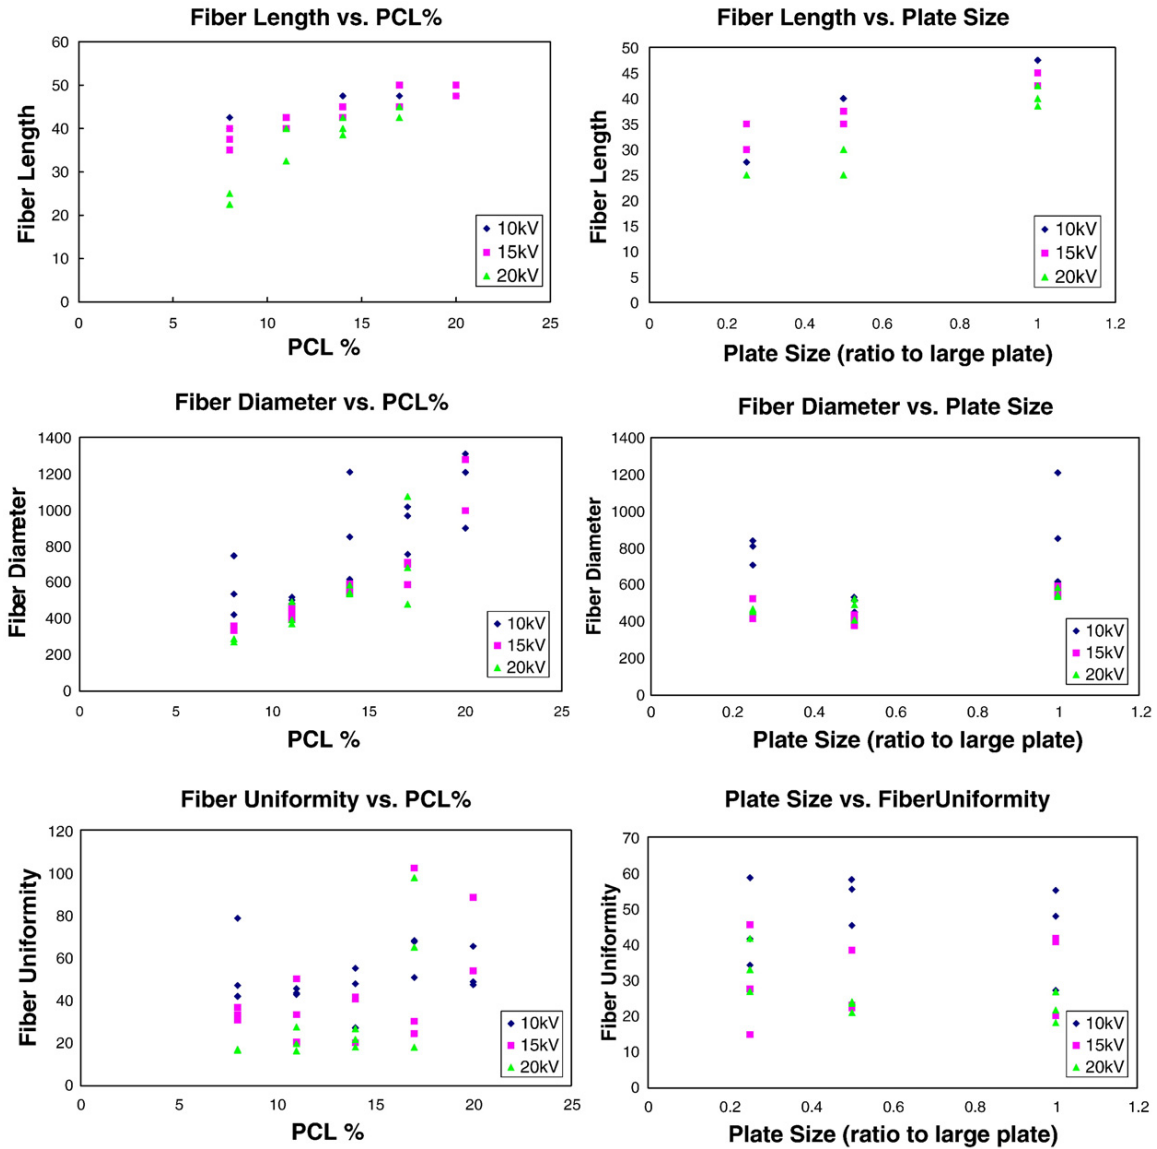 Fiber Length vs. PCL%
60
50
40
30
20
10
0
Fiber Length
10kV
15kV
20kV
0 5 10 15 20 25
PCL %
Fiber Length vs. Plate Size
50
45
40
35
30
25
20
15
10
5
0
Fiber Length
10kV
15kV
20kV
0 0.2 0.4 0.6 0.8 1 1.2
Plate Size (ratio to large plate)
Fiber Diameter vs. PCL%
1400
1200
1000
800
600
400
200
0
Fiber Diameter
10kV
15kV
20kV
0 5 10 15 20 25
PCL %
Fiber Diameter vs. Plate Size
1400
1200
1000
800
600
400
200
0
Fiber Diameter
10kV
15kV
20kV
0 0.2 0.4 0.6 0.8 1 1.2
Plate Size (ratio to large plate)
Fiber Uniformity vs. PCL%
120
100
80
60
40
20
0
Fiber Uniformity
10kV
15kV
20kV
0 5 10 15 20 25
PCL %
Plate Size vs. FiberUniformity
70
60
50
40
30
20
10
0
Fiber Uniformity
10kV
15kV
20kV
0 0.2 0.4 0.6 0.8 1 1.2
Plate Size (ratio to large plate)